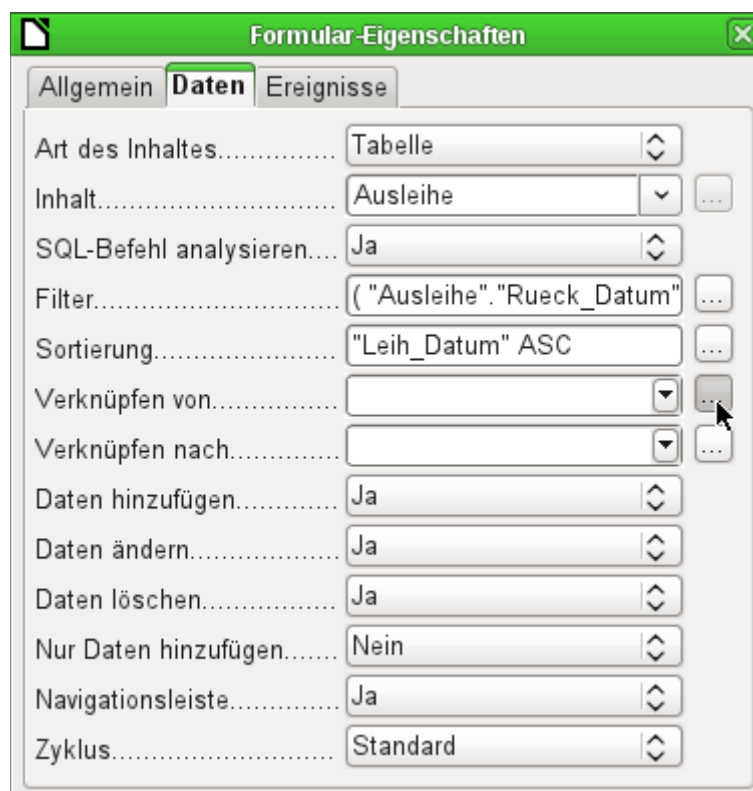 Formular-Eigenschaften
Allgemein Daten Ereignisse
Art des Inhaltes............... Tabelle
Inhalt........................... Ausleihe ...
SQL-Befehl analysieren.... Ja
Filter............................ ( "Ausleihe"."Rueck_Datum" ...
Sortierung..................... "Leih_Datum" ASC ...
Verknüpfen von............... ...
Verknüpfen nach............. ...
Daten hinzufügen............ Ja
Daten ändern................. Ja
Daten löschen................ Ja
Nur Daten hinzufügen....... Nein
Navigationsleiste............. Ja
Zyklus.......................... Standard